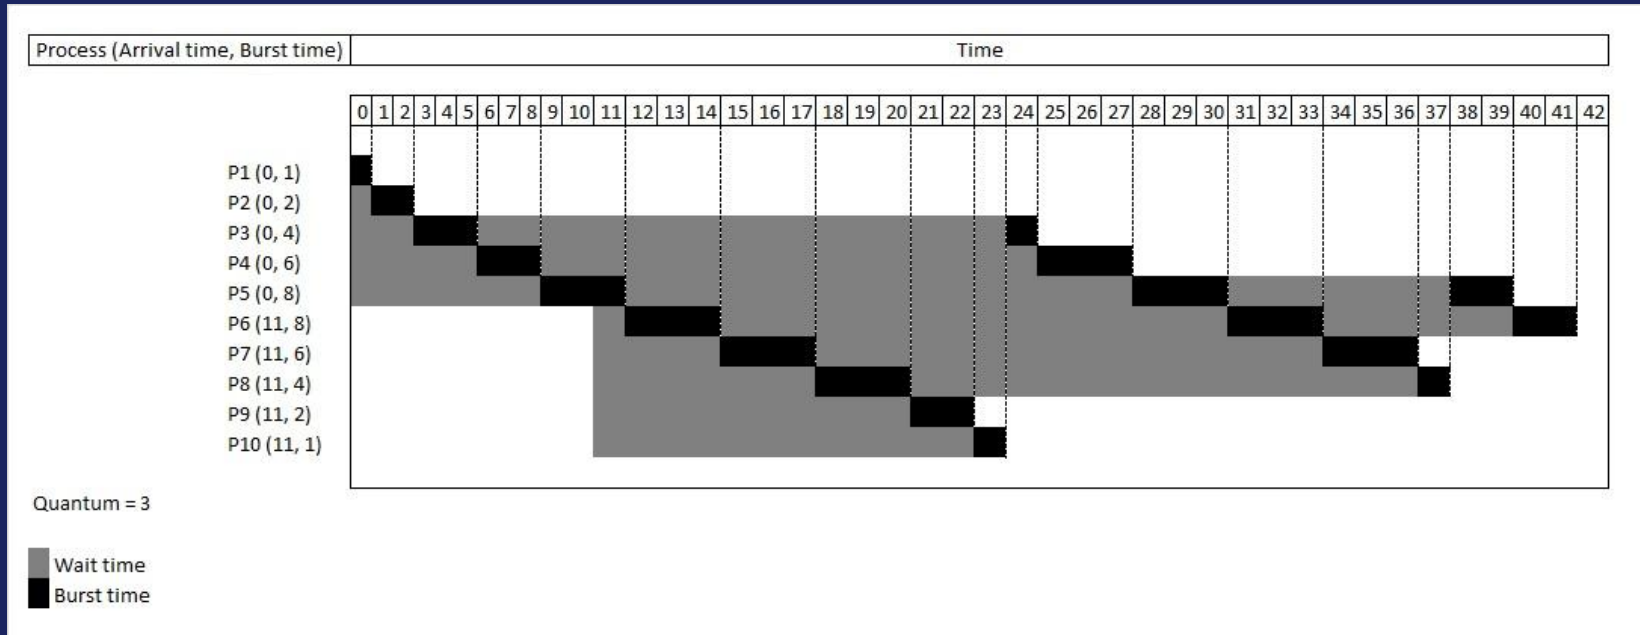 Process (Arrival time, Burst time) Time
0 1 2 3 4 5 6 7 8 9 10 11 12 13 14 15 16 17 18 19 20 21 22 23 24 25 26 27 28 29 30 31 32 33 34 35 36 37 38 39 40 41 42
P1 (0, 1)
P2 (0, 2)
P3 (0, 4)
P4 (0, 6)
P5 (0, 8)
P6 (11, 8)
P7 (11, 6)
P8 (11, 4)
P9 (11, 2)
P10 (11, 1)
Quantum = 3
Wait time
Burst time